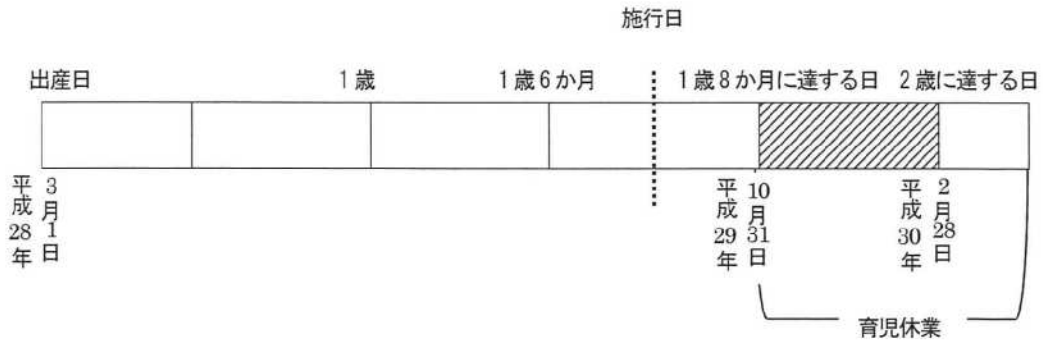 施行日
出産日
1歳
1歳6か月
1歳8か月に達する日
2歳に達する日
平成28年
3月1日
平成29年
10月31日
平成30年
2月28日
育児休業